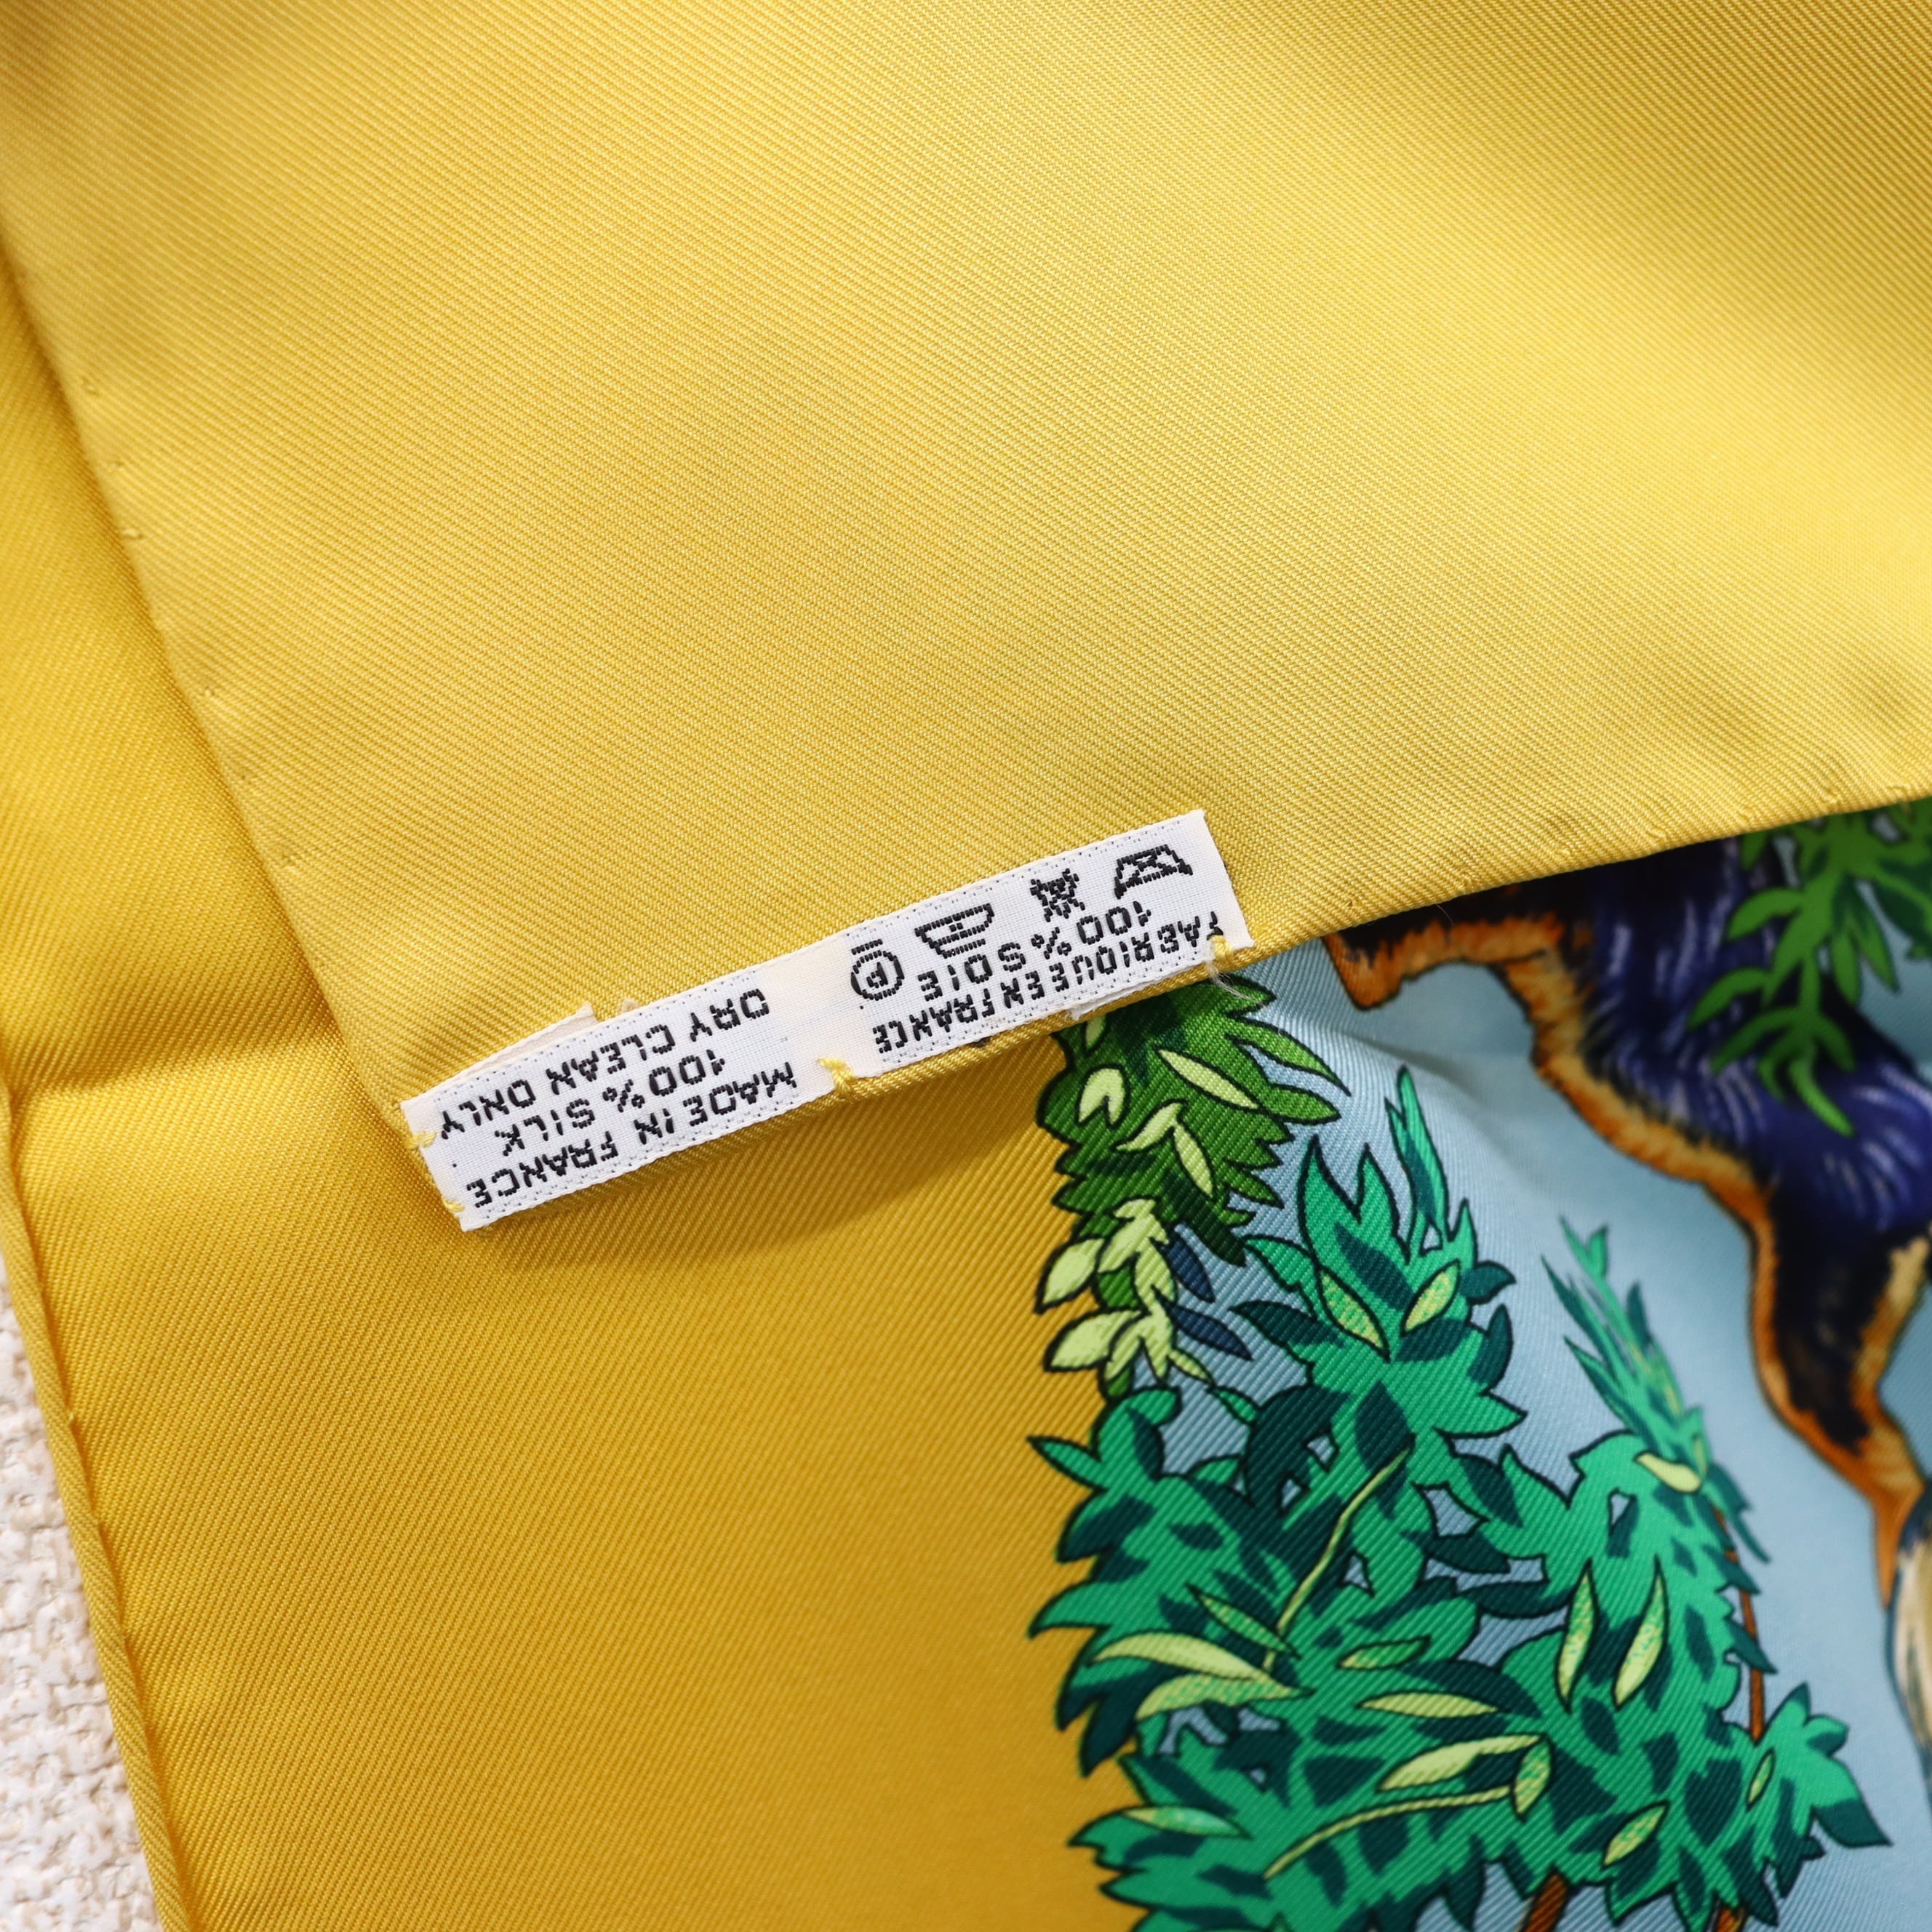 FABRIQUE EN FRANCE
100% SOIE
P
MADE IN FRANCE
100% SILK
DRY CLEAN ONLY